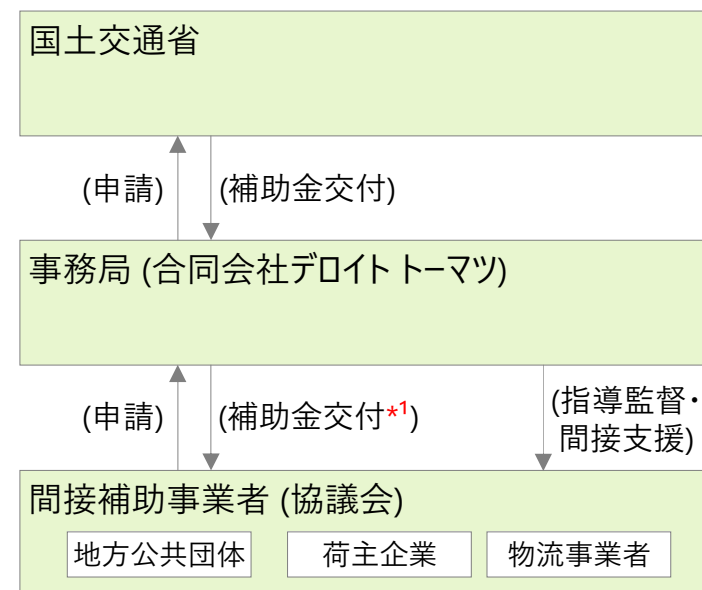 国土交通省
(申請)
(補助金交付)
事務局 (合同会社デロイト トーマツ)
(申請)
(補助金交付*¹)
(指導監督・
間接支援)
間接補助事業者 (協議会)
地方公共団体
荷主企業
物流事業者